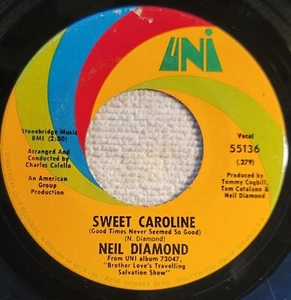 UNI
Stonebridge Music
BMI (2:50)
Arranged And
Conducted by
Charles Calello
An American
Group
Production
Vocal
55136
(.279)
Produced by
Tommy Cogbill,
Tom Catalano &
Neil Diamond
SWEET CAROLINE
(Good Times Never Seemed So Good)
(N. Diamond)
NEIL DIAMOND
From UNI album 73047,
"Brother Love's Travelling
Salvation Show"